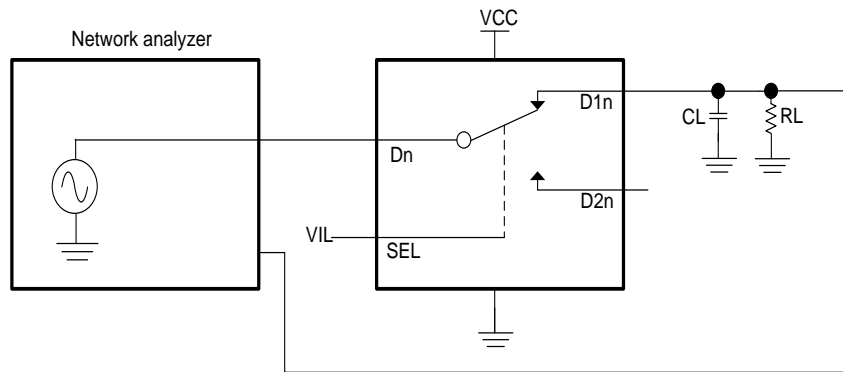 VCC
Network analyzer
D1n
CL
RL
Dn
D2n
VIL
SEL